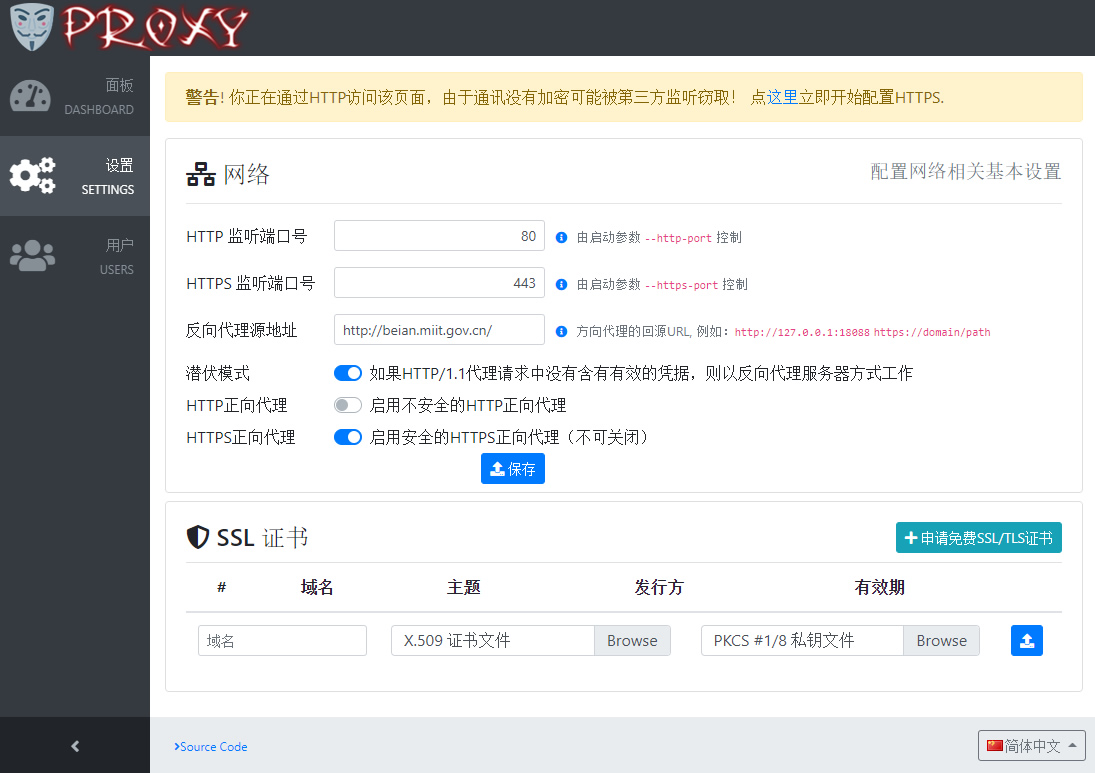 PROXY
面板
DASHBOARD
设置
SETTINGS
用户
USERS
警告! 你正在通过HTTP访问该页面，由于通讯没有加密可能被第三方监听窃取！ 点这里立即开始配置HTTPS.
网络
配置网络相关基本设置
HTTP 监听端口号 80 由启动参数 --http-port 控制
HTTPS 监听端口号 443 由启动参数 --https-port 控制
反向代理源地址 http://beian.miit.gov.cn/ 方向代理的回源URL, 例如: http://127.0.0.1:18088 https://domain/path
潜伏模式 如果HTTP/1.1代理请求中没有含有有效的凭据，则以反向代理服务器方式工作
HTTP正向代理 启用不安全的HTTP正向代理
HTTPS正向代理 启用安全的HTTPS正向代理（不可关闭）
保存
SSL 证书
申请免费SSL/TLS证书
# 域名 主题 发行方 有效期
域名 X.509 证书文件 Browse PKCS #1/8 私钥文件 Browse
Source Code
简体中文